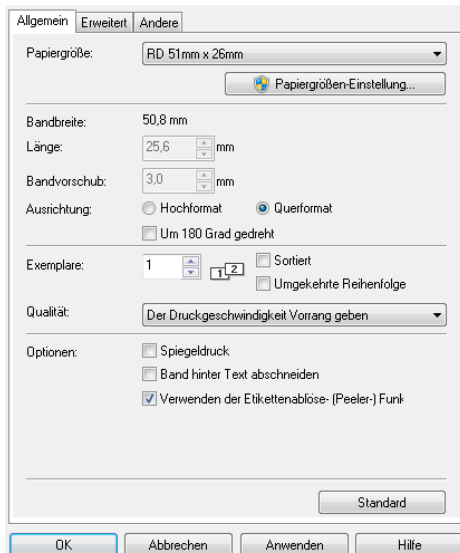 Allgemein Erweitert Andere
Papiergröße: RD 51mm x 26mm
Papiergrößen-Einstellung...
Bandbreite: 50,8 mm
Länge: 25,6 mm
Bandvorschub: 3,0 mm
Ausrichtung: Hochformat Querformat
Um 180 Grad gedreht
Exemplare: 1 1 2 Sortiert
Umgekehrte Reihenfolge
Qualität: Der Druckgeschwindigkeit Vorrang geben
Optionen: Spiegeldruck
Band hinter Text abschneiden
Verwenden der Etikettenablöse- (Peeler-) Funk
Standard
OK Abbrechen Anwenden Hilfe